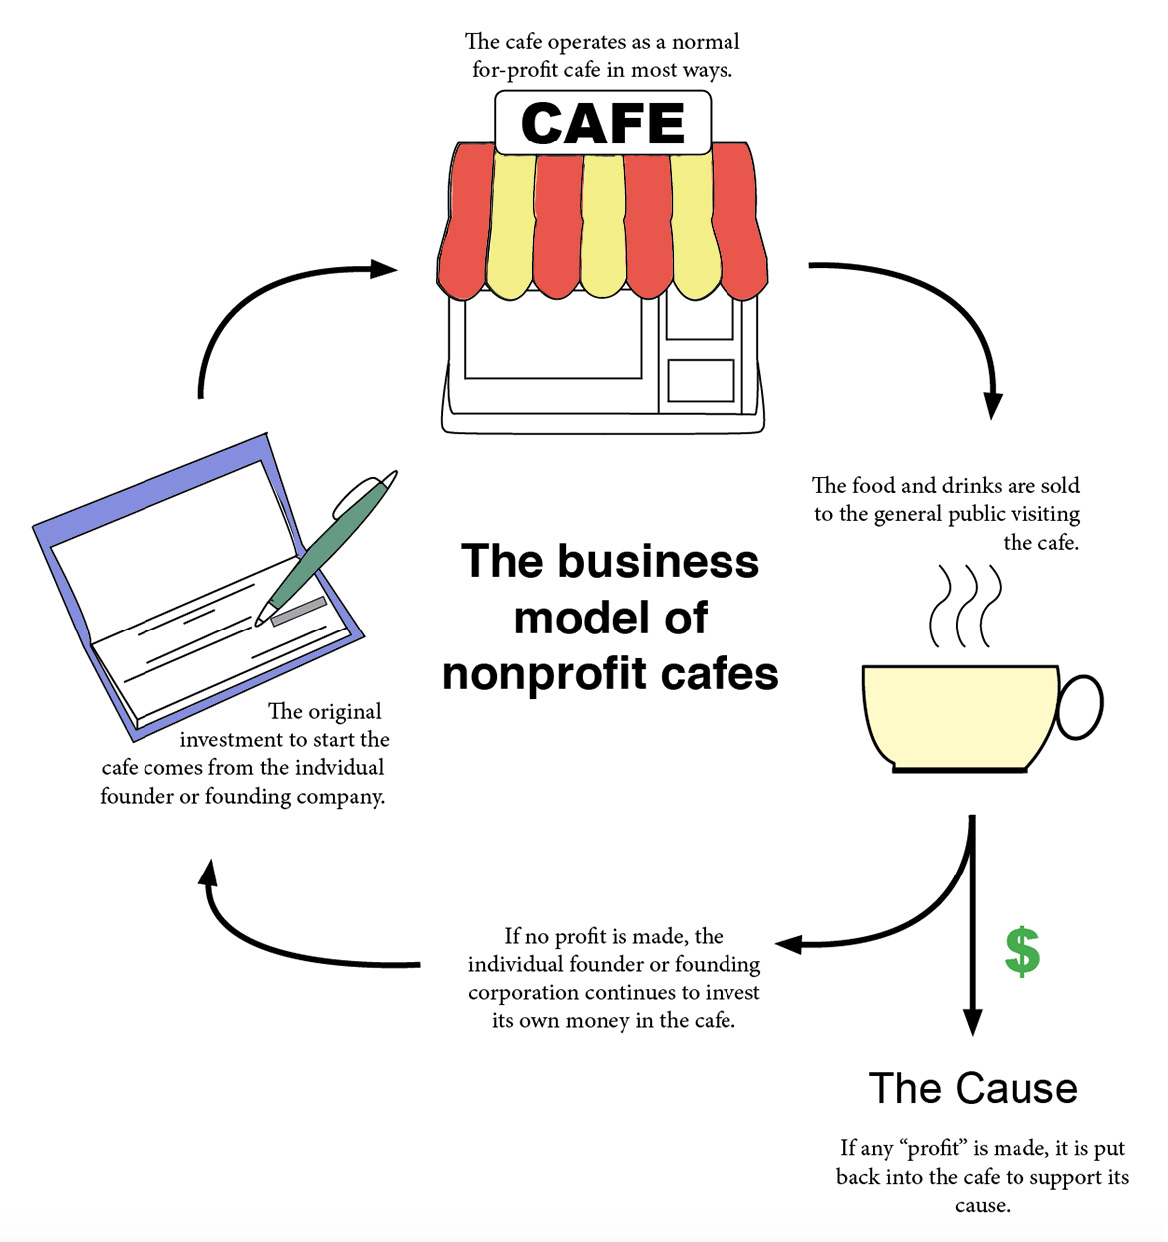 The cafe operates as a normal
for-profit cafe in most ways.
CAFE
The food and drinks are sold
to the general public visiting
the cafe.
The business
model of
nonprofit cafes
The original
investment to start the
cafe comes from the indvidual
founder or founding company.
If no profit is made, the
individual founder or founding
corporation continues to invest
its own money in the cafe.
$
The Cause
If any “profit” is made, it is put
back into the cafe to support its
cause.